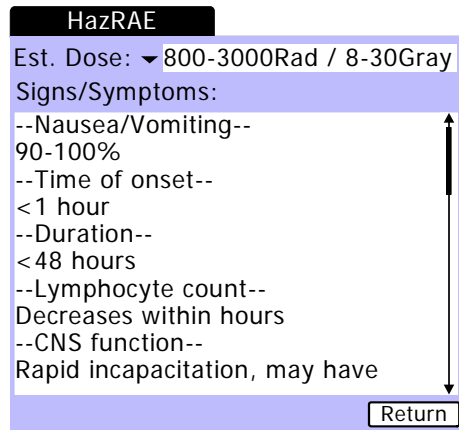 HazRAE
Est. Dose: 800-3000Rad / 8-30Gray
Signs/Symptoms:
--Nausea/Vomiting--
90-100%
--Time of onset--
<1 hour
--Duration--
<48 hours
--Lymphocyte count--
Decreases within hours
--CNS function--
Rapid incapacitation, may have
Return